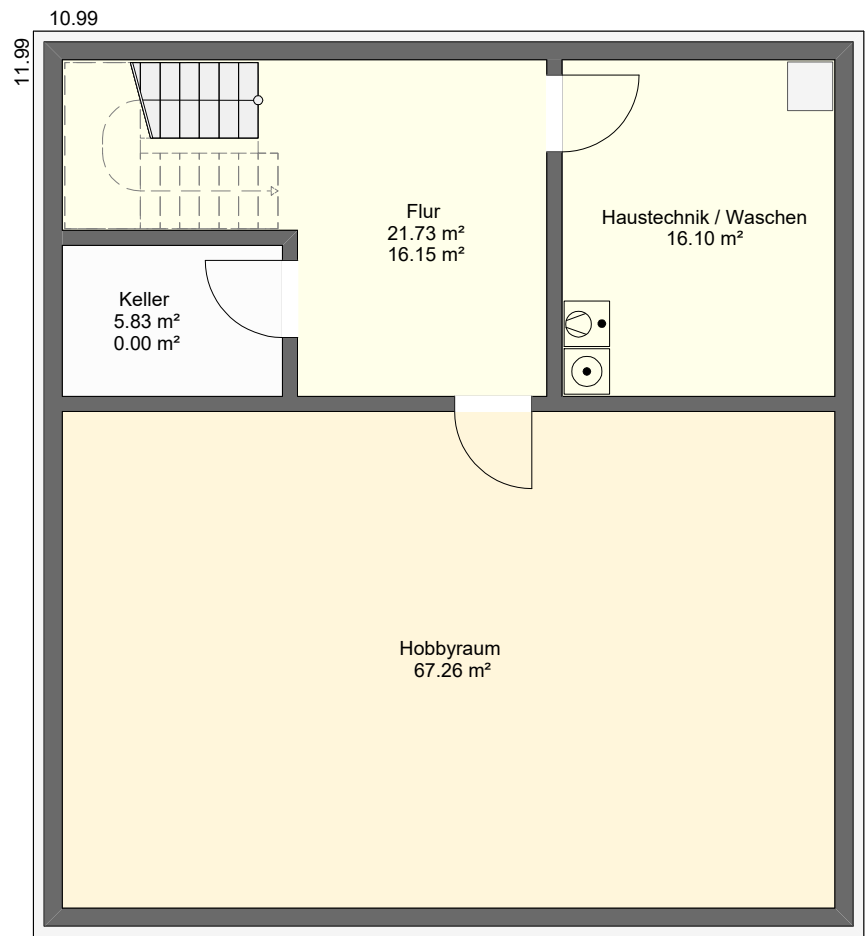 10.99
11.99
Flur
21.73 m²
16.15 m²
Haustechnik / Waschen
16.10 m²
Keller
5.83 m²
0.00 m²
Hobbyraum
67.26 m²